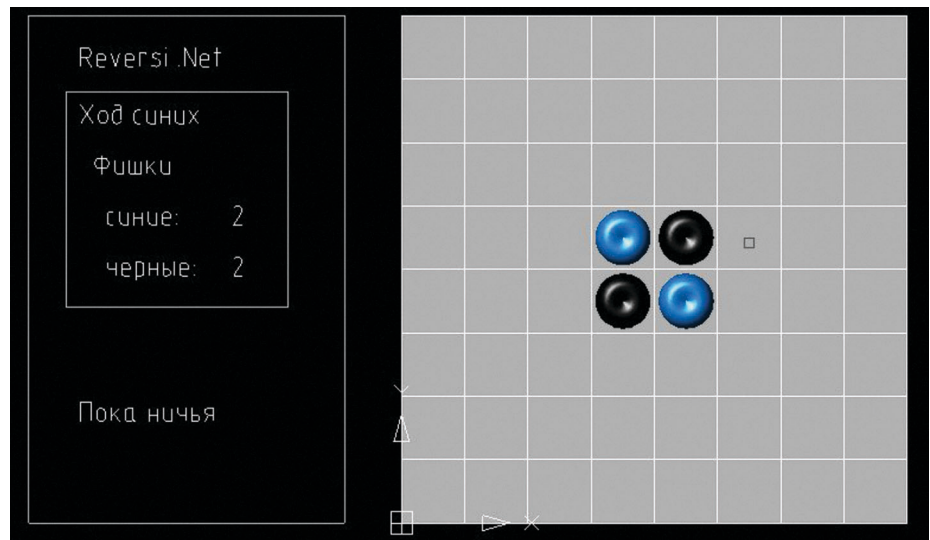 Reversi .Net
Ход синих
Фишки
синие: 2
черные: 2
Пока ничья
Y
X